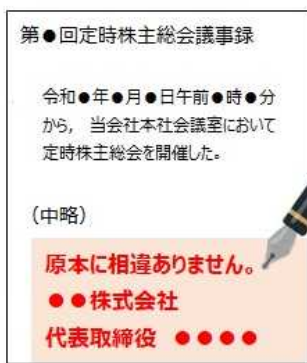 第●回定時株主総会議事録
令和●年●月●日午前●時●分
から，当会社本社会議室において
定時株主総会を開催した。
（中略）
原本に相違ありません。
●●株式会社
代表取締役　●●●●